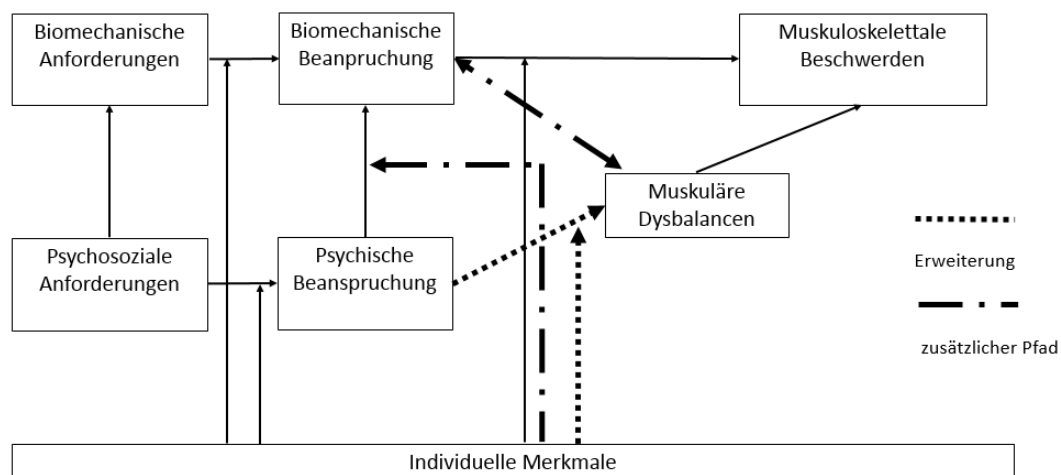 Biomechanische
Anforderungen
Biomechanische
Beanpruchung
Muskuloskelettale
Beschwerden
Muskuläre
Dysbalancen
Psychosoziale
Anforderungen
Psychische
Beanspruchung
Erweiterung
zusätzlicher Pfad
Individuelle Merkmale